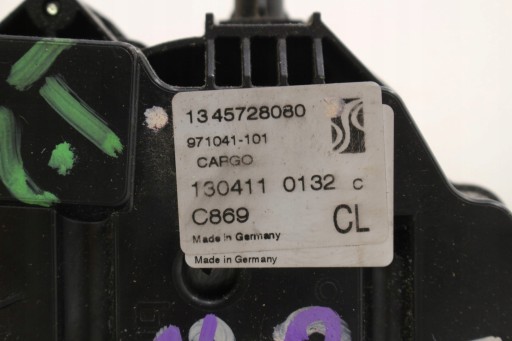 1345728080
971041-101
CARGO
130411 0132 C
C869 CL
Made in Germany
Made in Germany